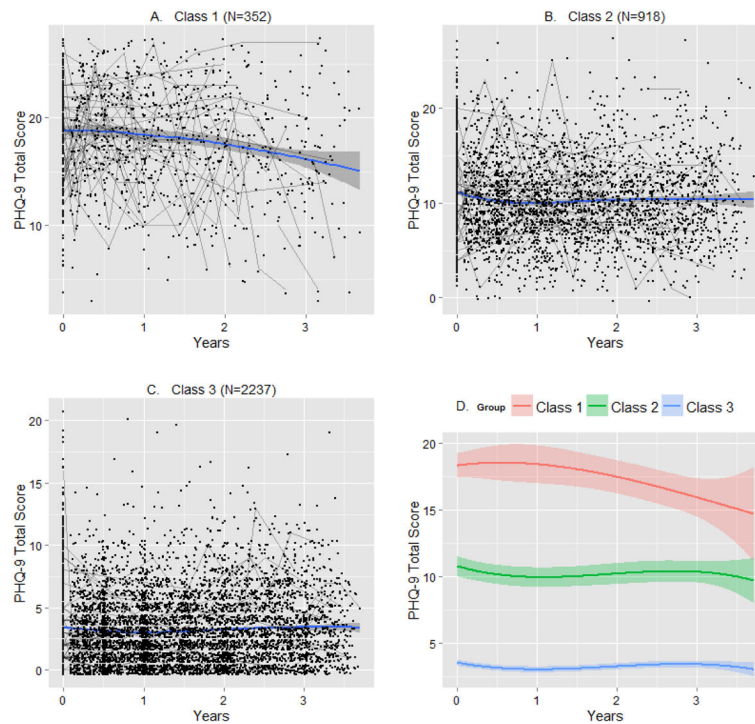 A. Class 1 (N=352)
PHQ-9 Total Score
20
10
0 1 2 3
Years
B. Class 2 (N=918)
PHQ-9 Total Score
20
10
0
0 1 2 3
Years
C. Class 3 (N=2237)
PHQ-9 Total Score
20
15
10
5
0
0 1 2 3
Years
D. Group Class 1 Class 2 Class 3
PHQ-9 Total Score
20
15
10
5
0 1 2 3
Years